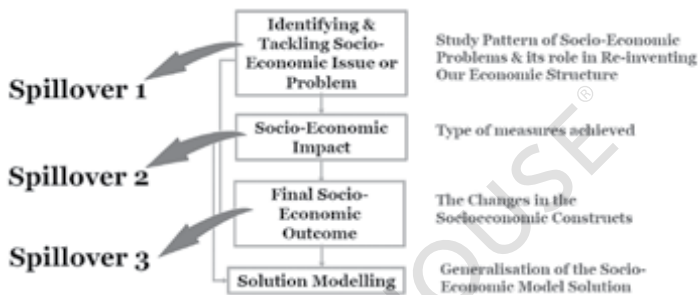 Identifying &
Tackling Socio-
Economic Issue or
Problem
Study Pattern of Socio-Economic
Problems & its role in Re-inventing
Our Economic Structure
Spillover 1
Socio-Economic
Impact
Type of measures achieved
Spillover 2
Final Socio-
Economic
Outcome
The Changes in the
Socioeconomic Constructs
Spillover 3
Solution Modelling
Generalisation of the Socio-
Economic Model Solution
OUSE®